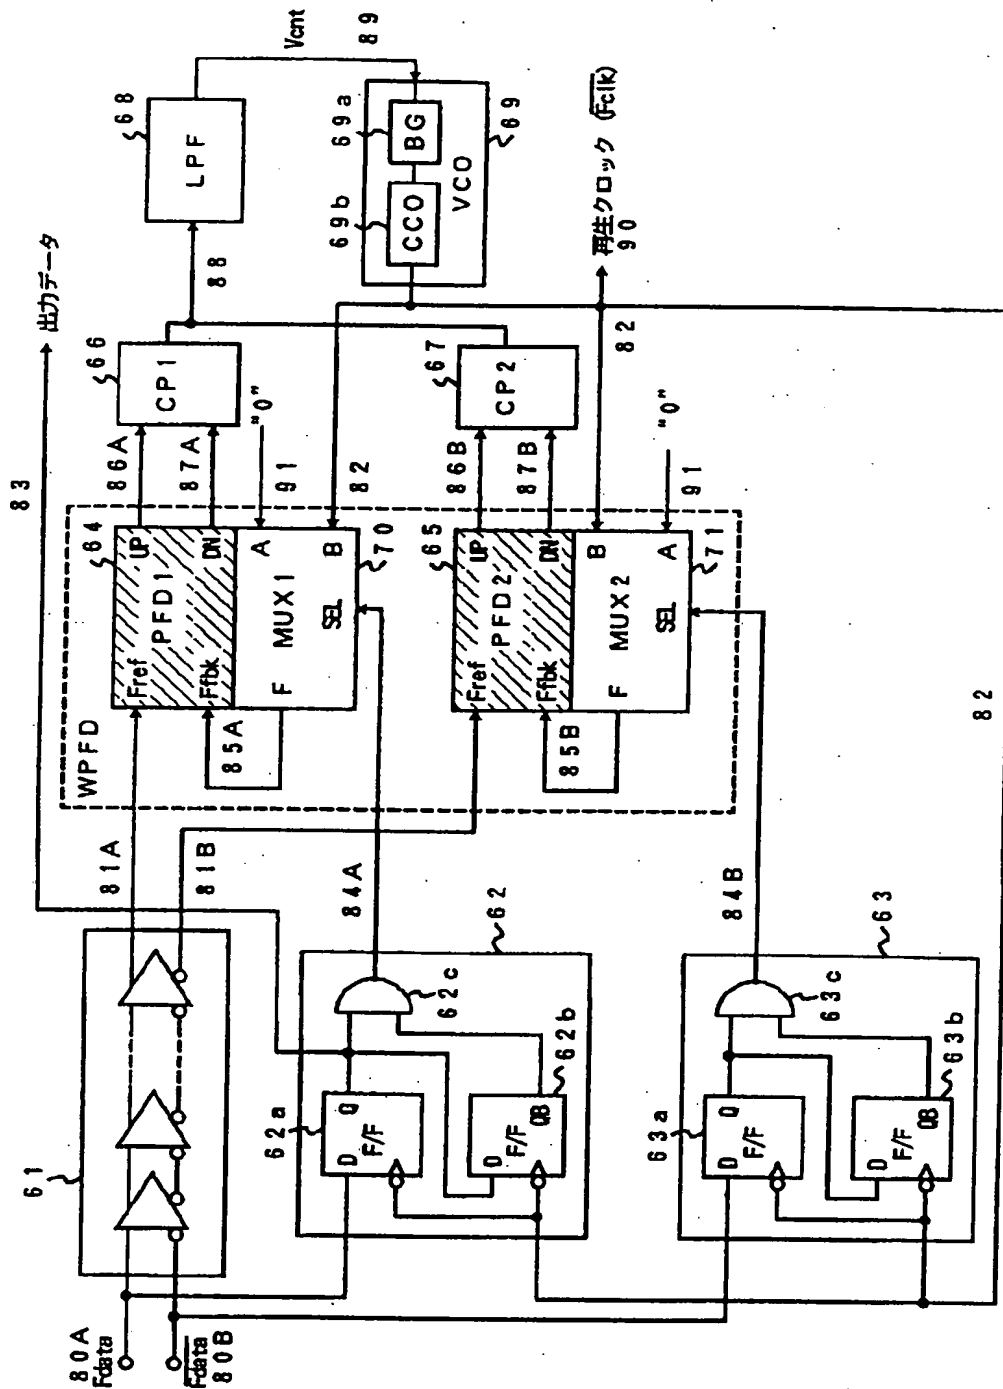 83
出力データ
68
LPF
Vcnt
89
69a
BG
69b
CCO
VCO
69
66
CP1
88
86A
87A
"0"
91
82
64
UP
PFD1
DN
Fref
Ffbk
A
MUX1
B
F
SEL
70
85A
WPFD
67
CP2
86B
87B
82
再生クロック (Fclk)
90
"0"
91
65
UP
PFD2
DN
Fref
Ffbk
B
MUX2
A
F
SEL
71
85B
61
81A
81B
84A
84B
62
62a
D
Q
F/F
62b
D
QB
F/F
62c
63
63a
D
Q
F/F
63b
D
QB
F/F
63c
82
80A
Fdata
Fdata
80B